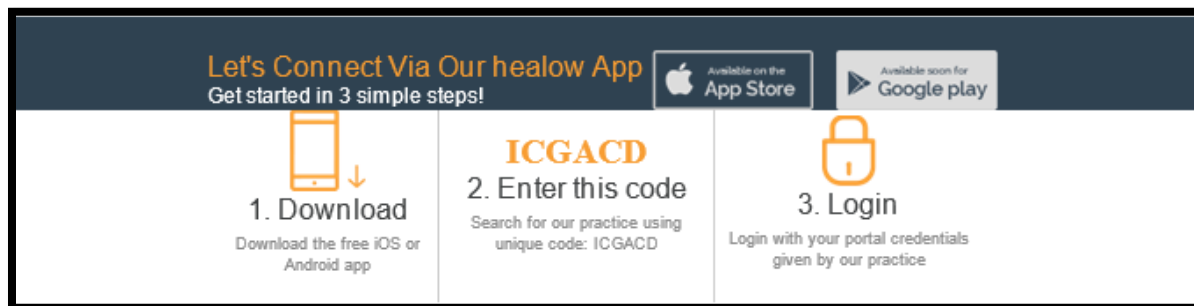 Let's Connect Via Our healow App
Get started in 3 simple steps!
Available on the
App Store
Available soon for
Google play
1. Download
Download the free iOS or
Android app
ICGACD
2. Enter this code
Search for our practice using
unique code: ICGACD
3. Login
Login with your portal credentials
given by our practice